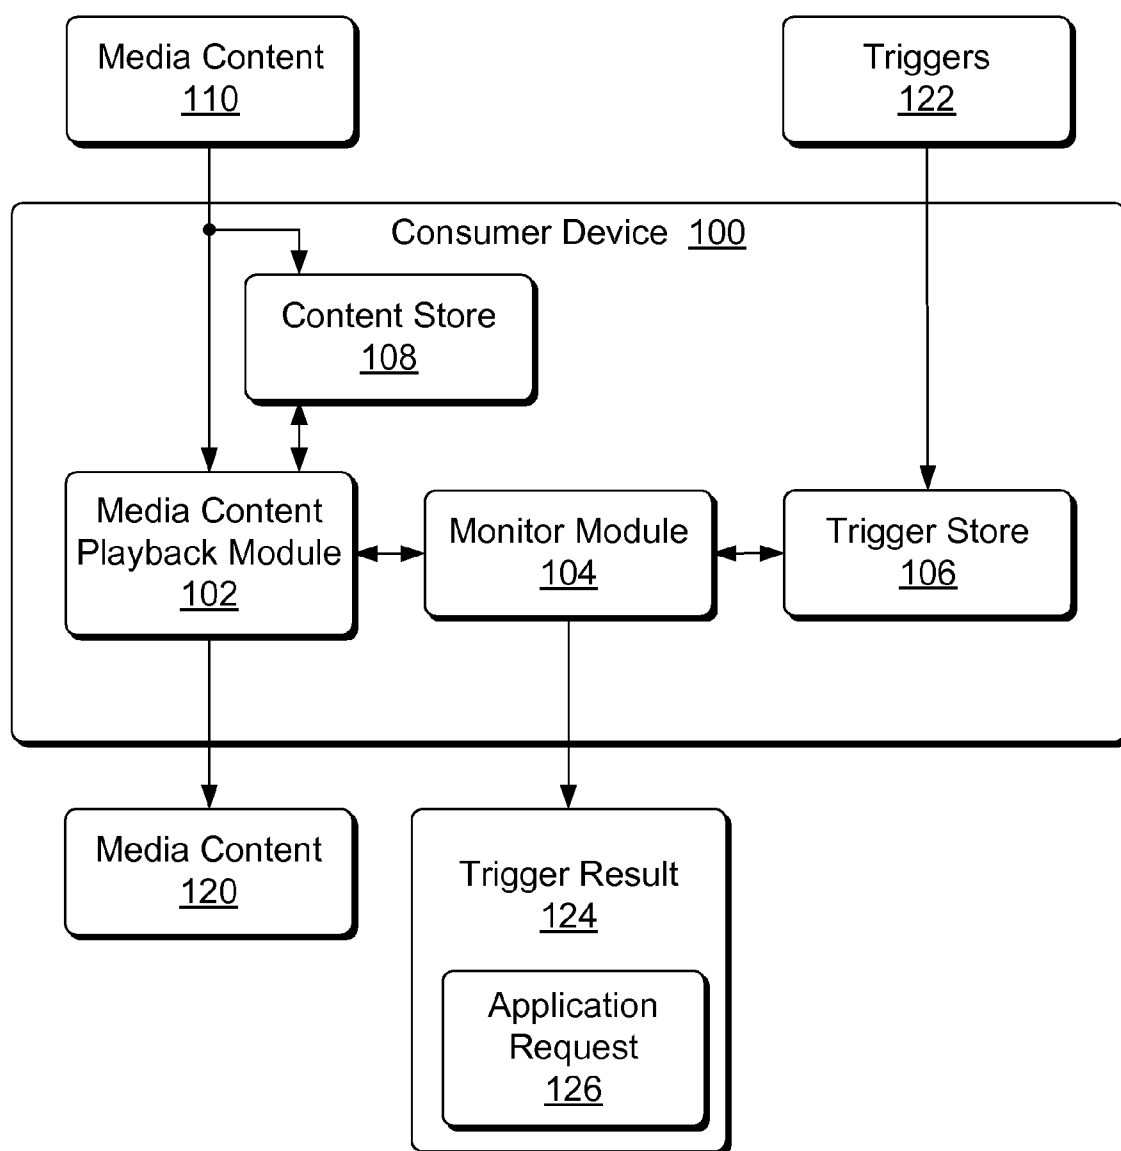 Media Content
110
Triggers
122
Consumer Device 100
Content Store
108
Media Content
Playback Module
102
Monitor Module
104
Trigger Store
106
Media Content
120
Trigger Result
124
Application
Request
126